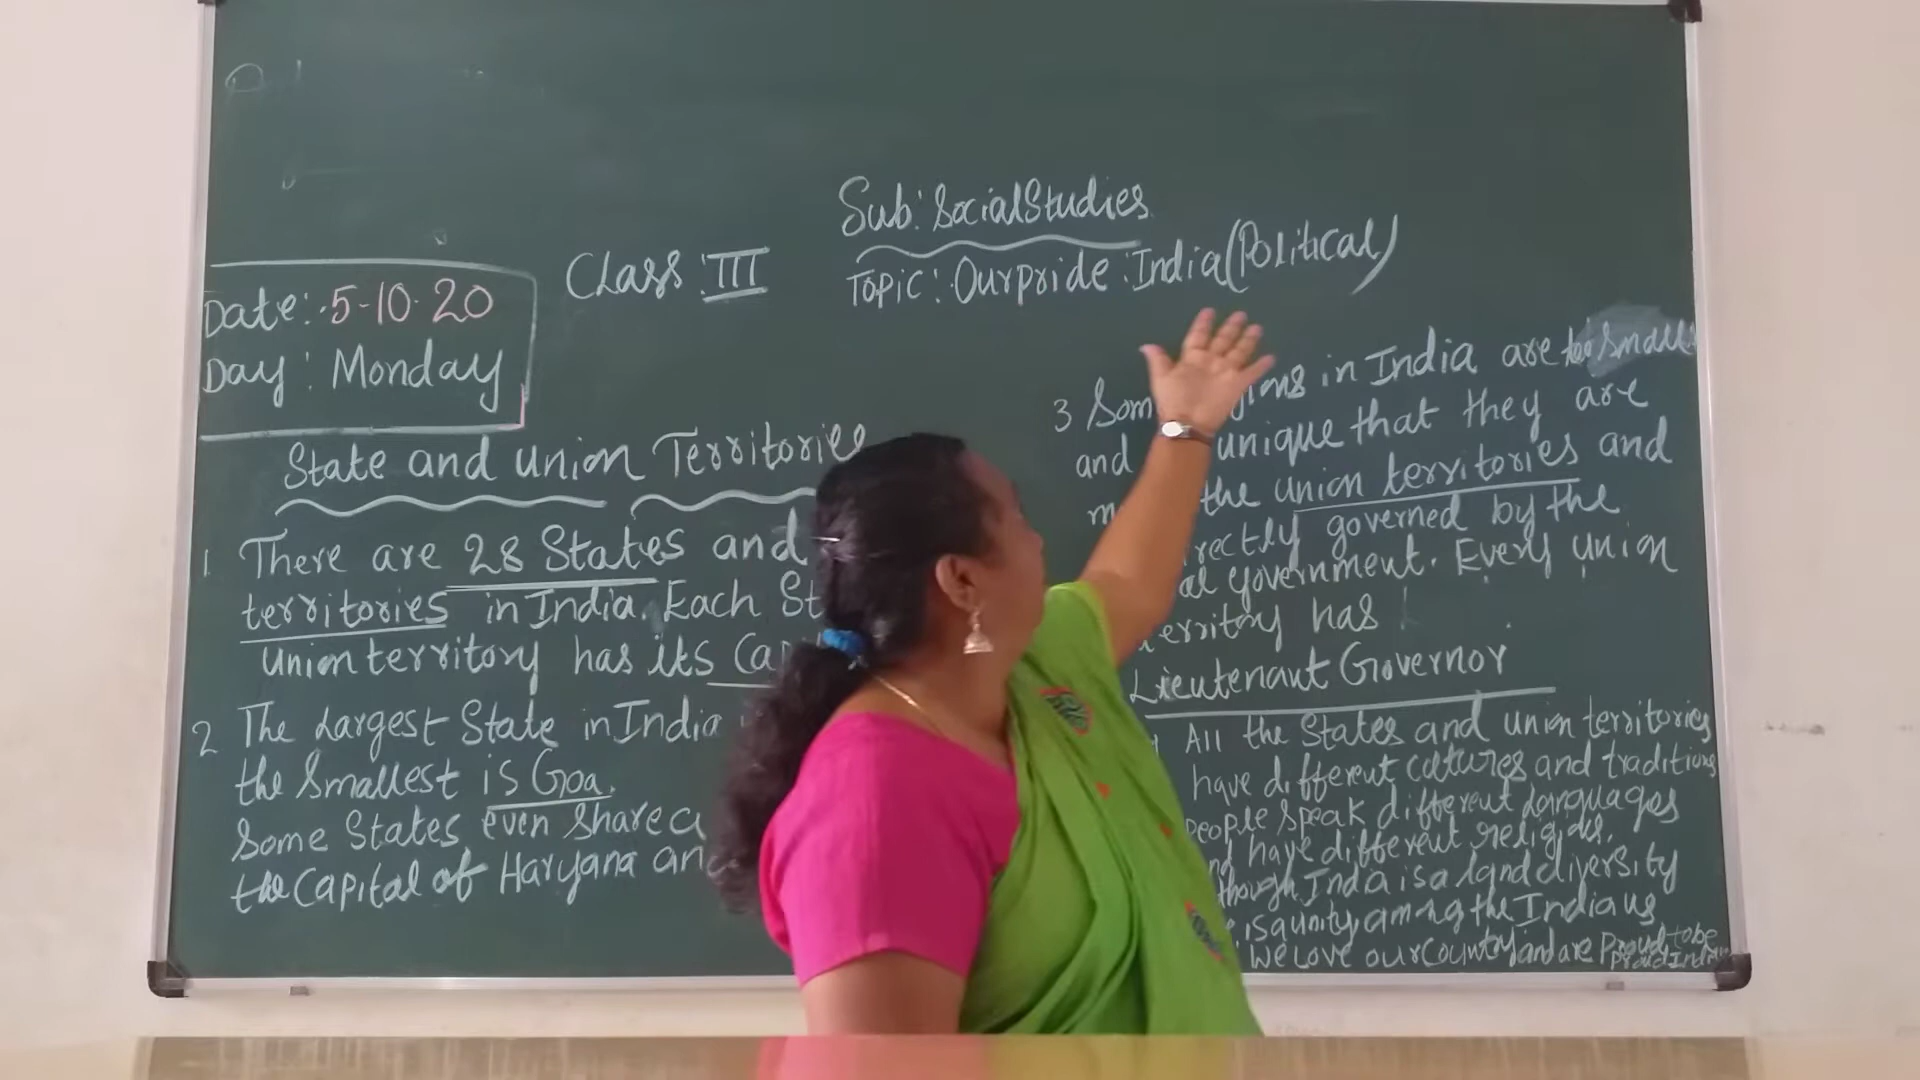 Sub: Social Studies
Class: III
Topic: Our pride: India (Political)
Date: 5-10-20
Day: Monday
State and union Territories
1 There are 28 States and
territories in India. Each St
union territory has its Cap
2 The Largest State in India
the Smallest is Goa.
Some States even share a
the Capital of Haryana and
3 Som gions in India are too small
and unique that they are
m the union territories and
rectly governed by the
al government. Every union
territory has
Lieutenant Governor
All the States and union territories
have different cultures and traditions
people speak different Languages
nd have different religions.
though India is a land diversity
is a unity among the Indians
We Love our country and are Proud to be